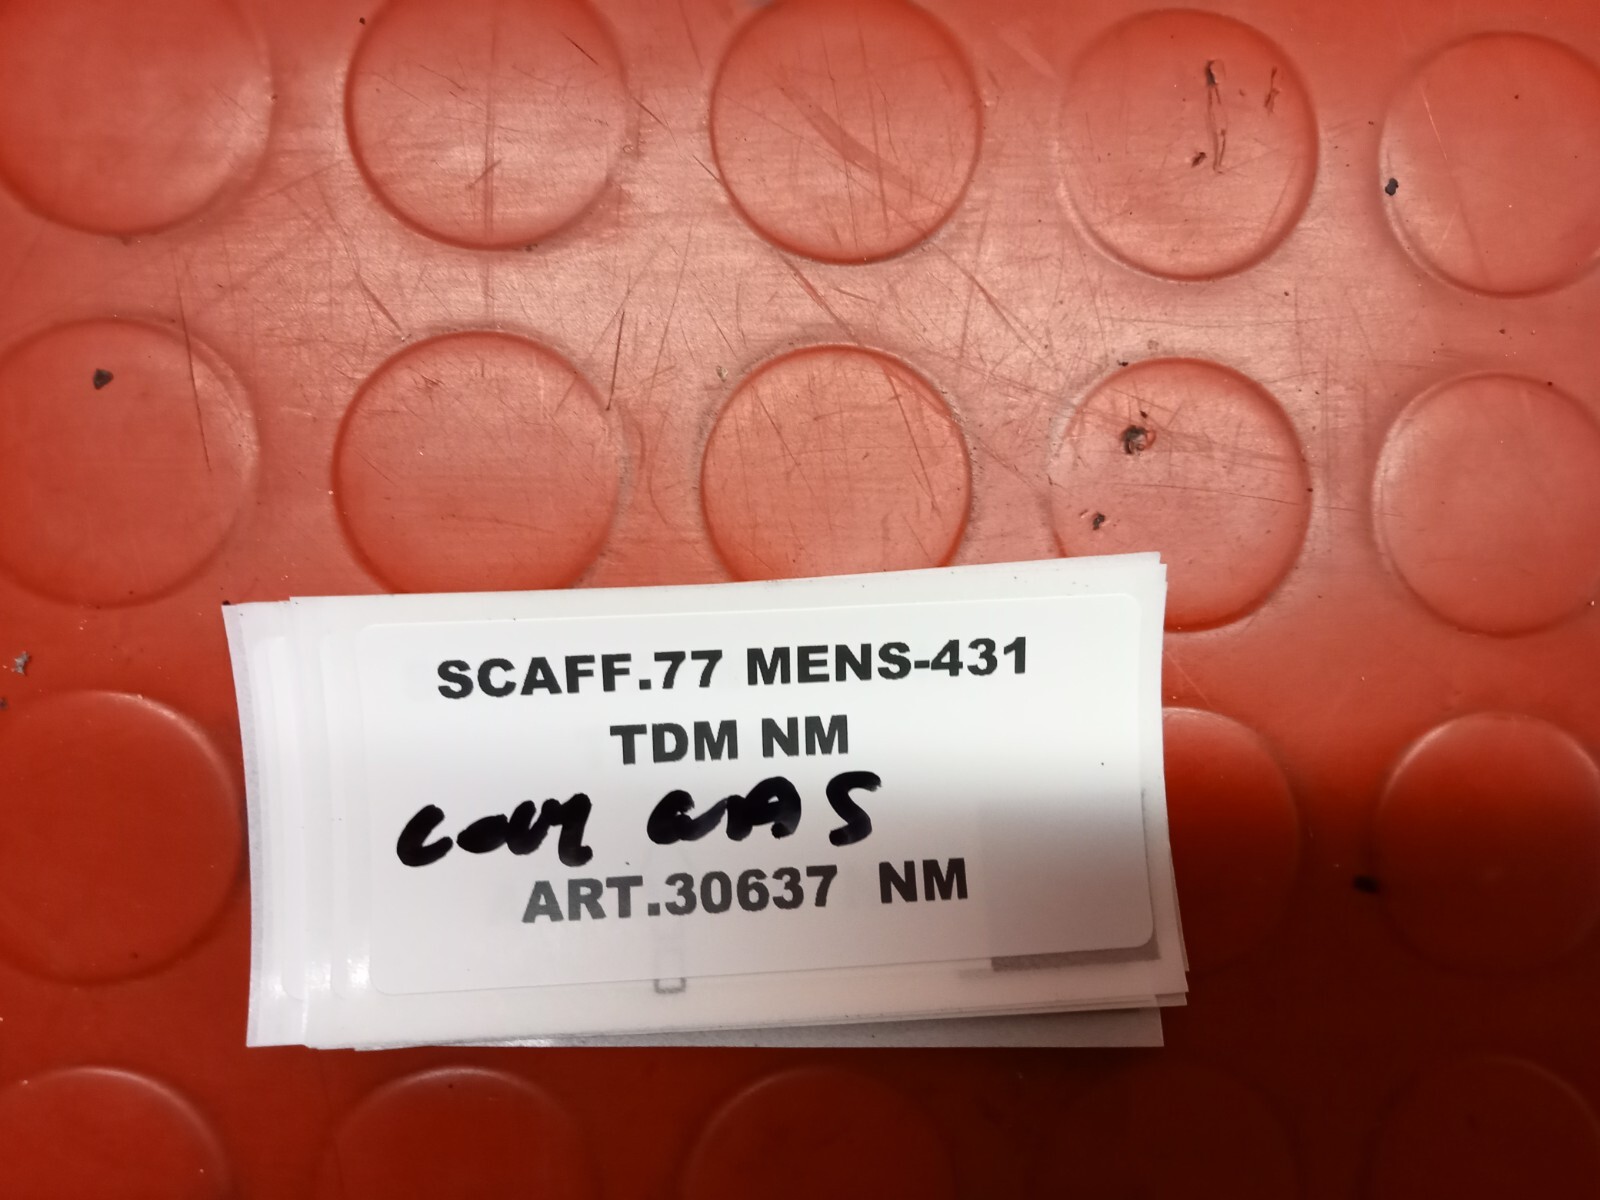 SCAFF.77 MENS-431
TDM NM
ART.30637 NM